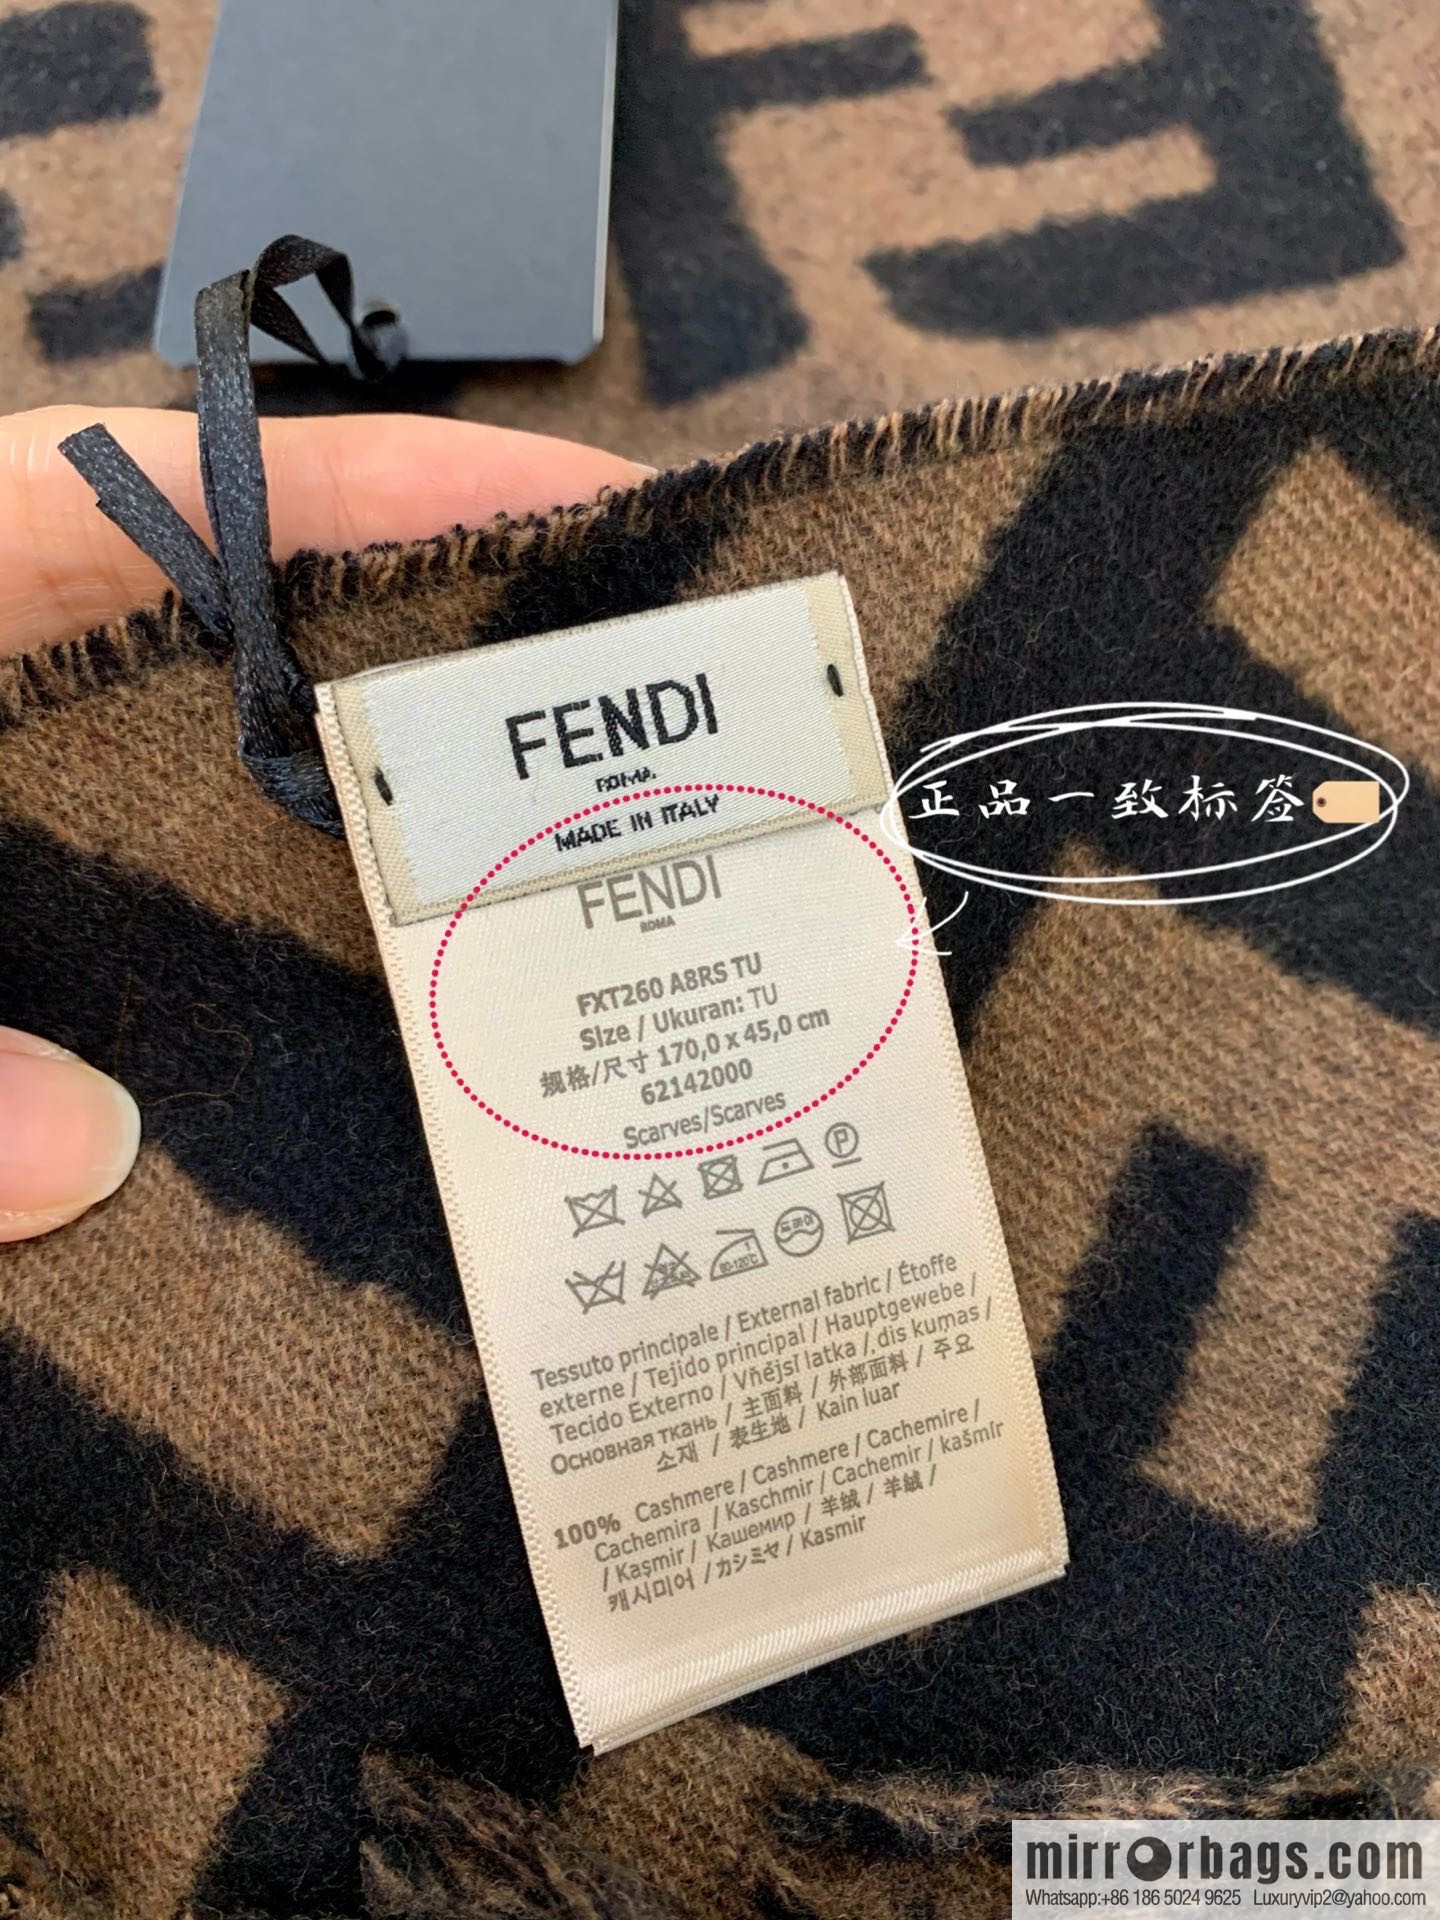 FENDI
ROMA
MADE IN ITALY
正品一致标签
FENDI
ROMA
FXT260 A8RS TU
Size / Ukuran: TU
规格/尺寸 170,0 x 45,0 cm
62142000
Scarves/Scarves
Tessuto principale / External fabric / Étoffe
externe / Tejido principal / Hauptgewebe /
Tecido Externo / Vňějsí latka / dis kumaş /
Основная ткань / 主面料 / 外部面料 / 주요
소재 / 表生地 / Kain luar
100% Cashmere / Cashmere / Cachemire /
Cachemira / Kaschmir / Cachemir / kašmír
/ Kaşmir / Кашемир / 羊绒 / 羊绒 /
캐시미어 / カシミヤ / Kasmir
mirrorbags.com
Whatsapp:+86 186 5024 9625 Luxuryvip2@yahoo.com